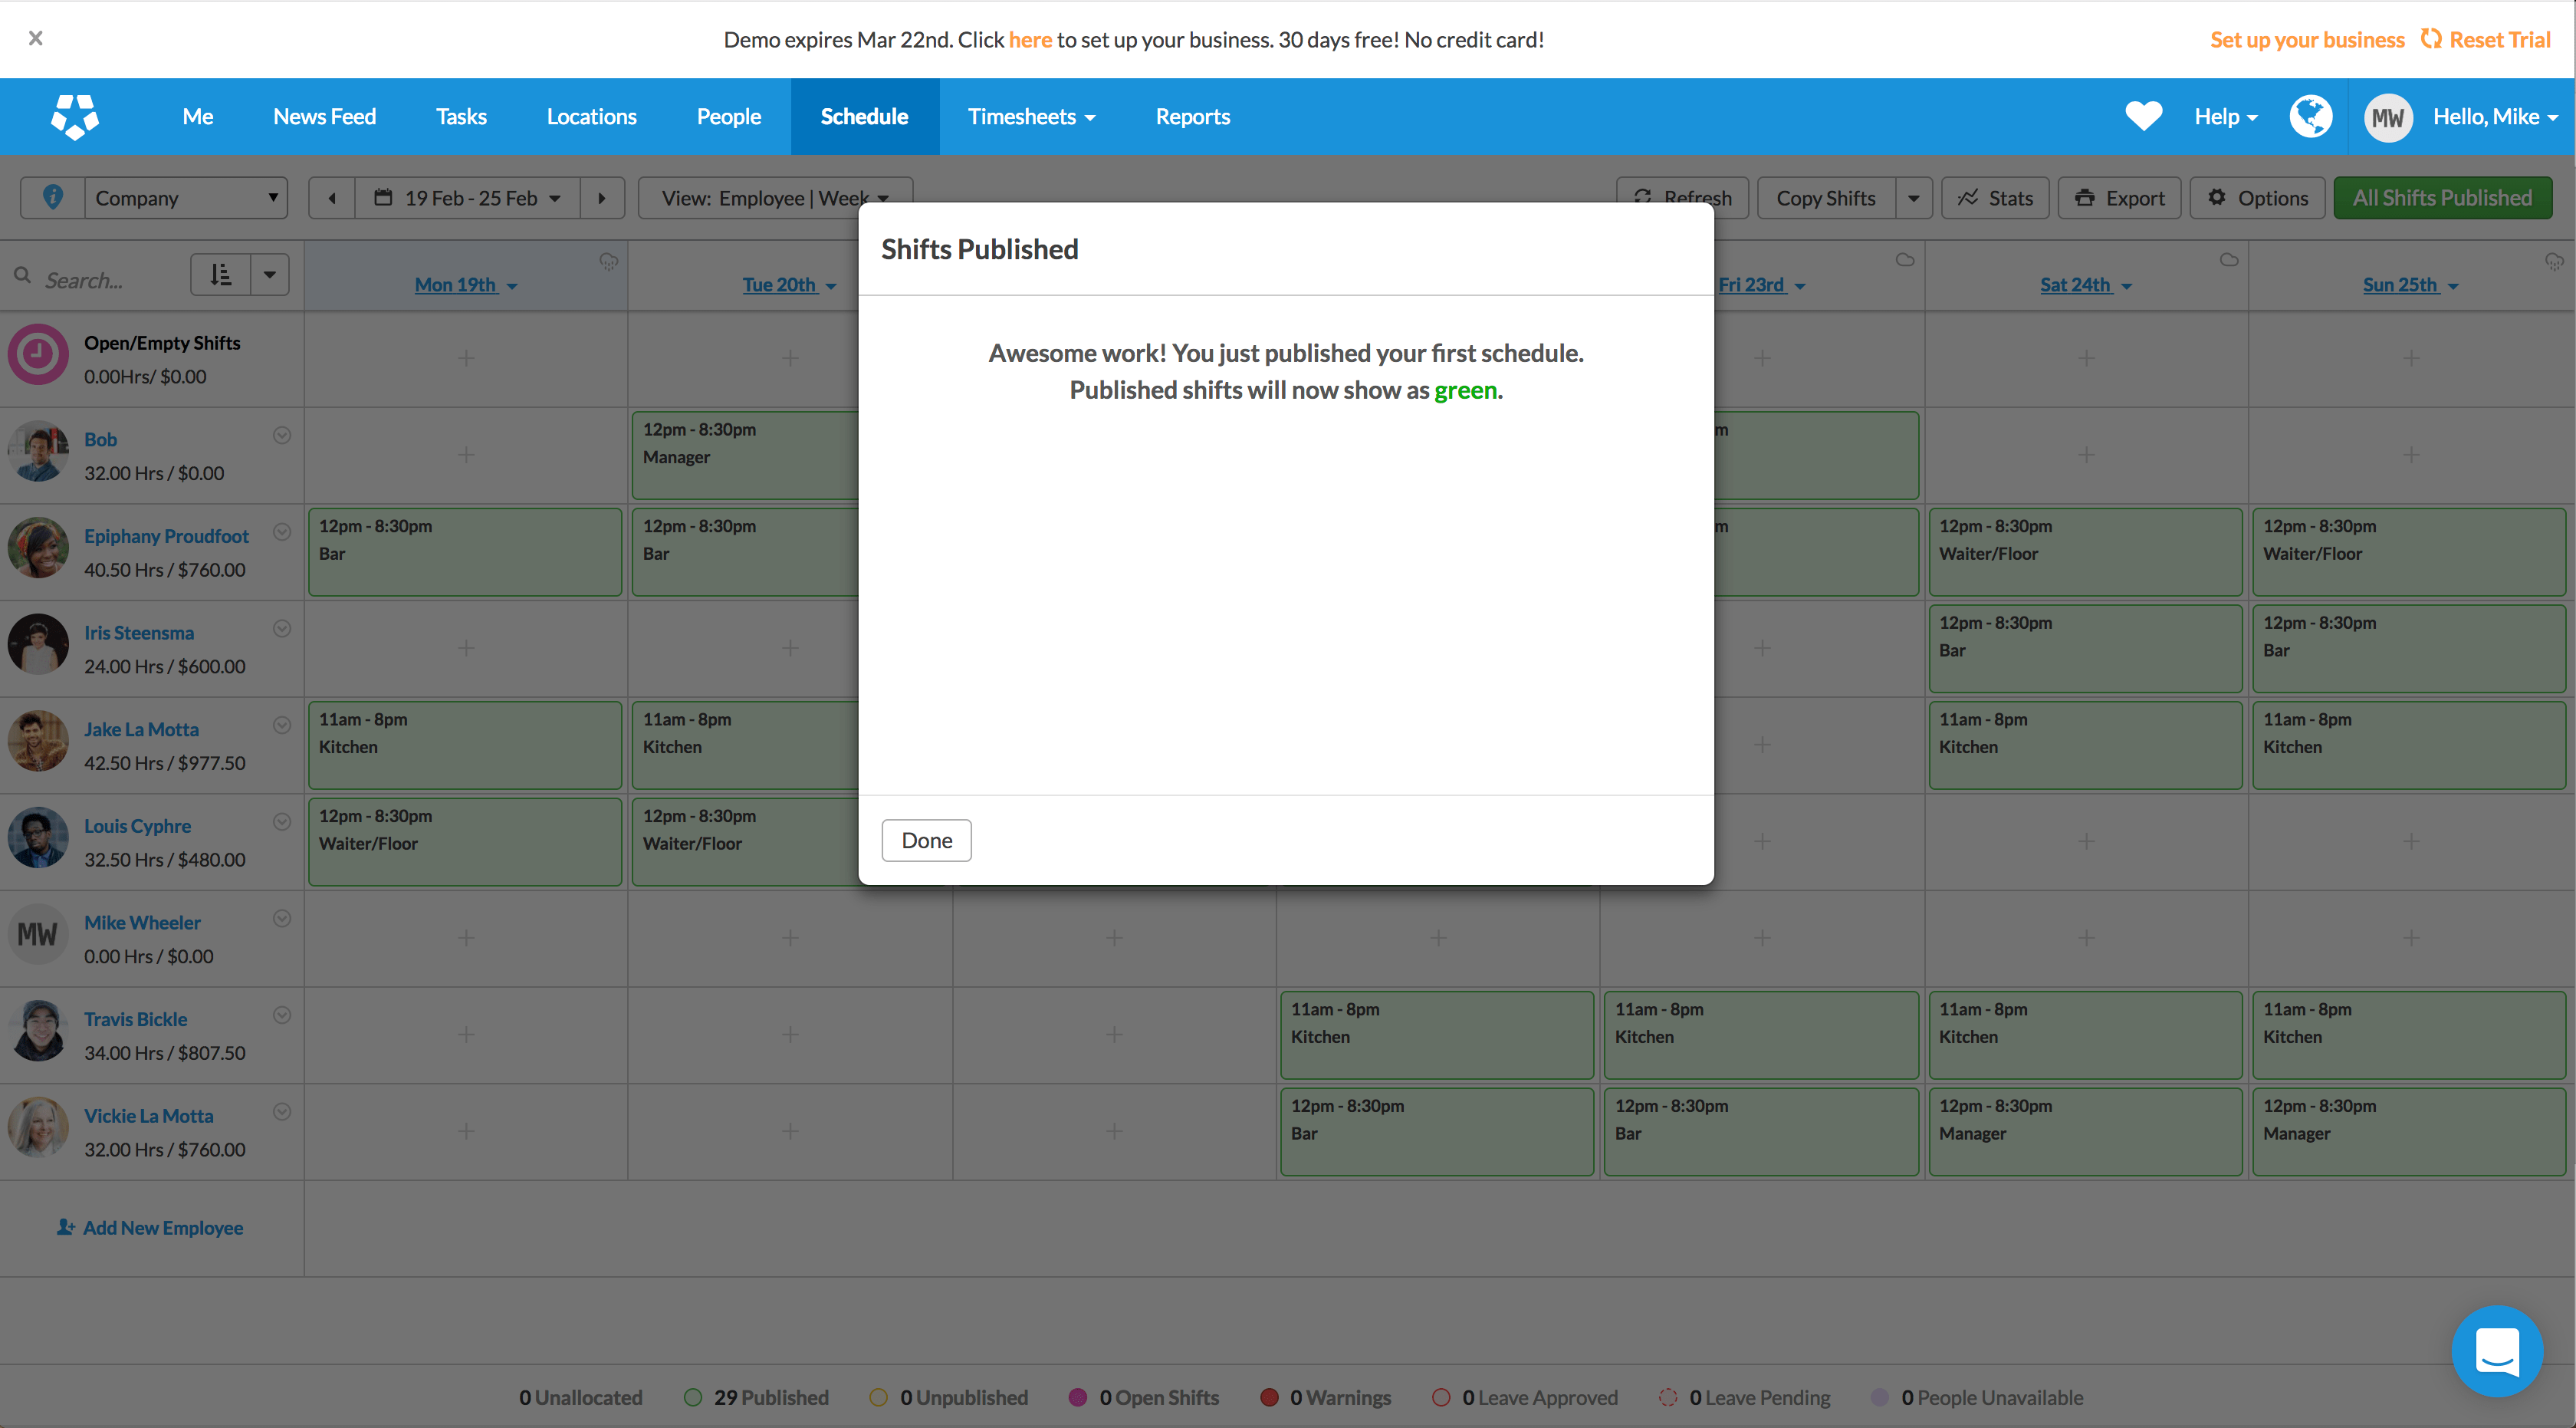 × Demo expires Mar 22nd. Click here to set up your business. 30 days free! No credit card! Set up your business Reset Trial
Me News Feed Tasks Locations People Schedule Timesheets Reports Help MW Hello, Mike
Company 19 Feb - 25 Feb View: Employee | Week Refresh Copy Shifts Stats Export Options All Shifts Published
Search... Mon 19th Tue 20th Fri 23rd Sat 24th Sun 25th
Shifts Published
Awesome work! You just published your first schedule.
Published shifts will now show as green.
Done
Open/Empty Shifts
0.00Hrs/ $0.00
Bob 12pm - 8:30pm m
32.00 Hrs / $0.00 Manager
Epiphany Proudfoot 12pm - 8:30pm 12pm - 8:30pm m 12pm - 8:30pm 12pm - 8:30pm
40.50 Hrs / $760.00 Bar Bar Waiter/Floor Waiter/Floor
Iris Steensma 12pm - 8:30pm 12pm - 8:30pm
24.00 Hrs / $600.00 Bar Bar
Jake La Motta 11am - 8pm 11am - 8pm 11am - 8pm 11am - 8pm
42.50 Hrs / $977.50 Kitchen Kitchen Kitchen Kitchen
Louis Cyphre 12pm - 8:30pm 12pm - 8:30pm
32.50 Hrs / $480.00 Waiter/Floor Waiter/Floor
MW Mike Wheeler
0.00 Hrs / $0.00
Travis Bickle 11am - 8pm 11am - 8pm 11am - 8pm 11am - 8pm
34.00 Hrs / $807.50 Kitchen Kitchen Kitchen Kitchen
Vickie La Motta 12pm - 8:30pm 12pm - 8:30pm 12pm - 8:30pm 12pm - 8:30pm
32.00 Hrs / $760.00 Bar Bar Manager Manager
Add New Employee
0 Unallocated 29 Published 0 Unpublished 0 Open Shifts 0 Warnings 0 Leave Approved 0 Leave Pending 0 People Unavailable